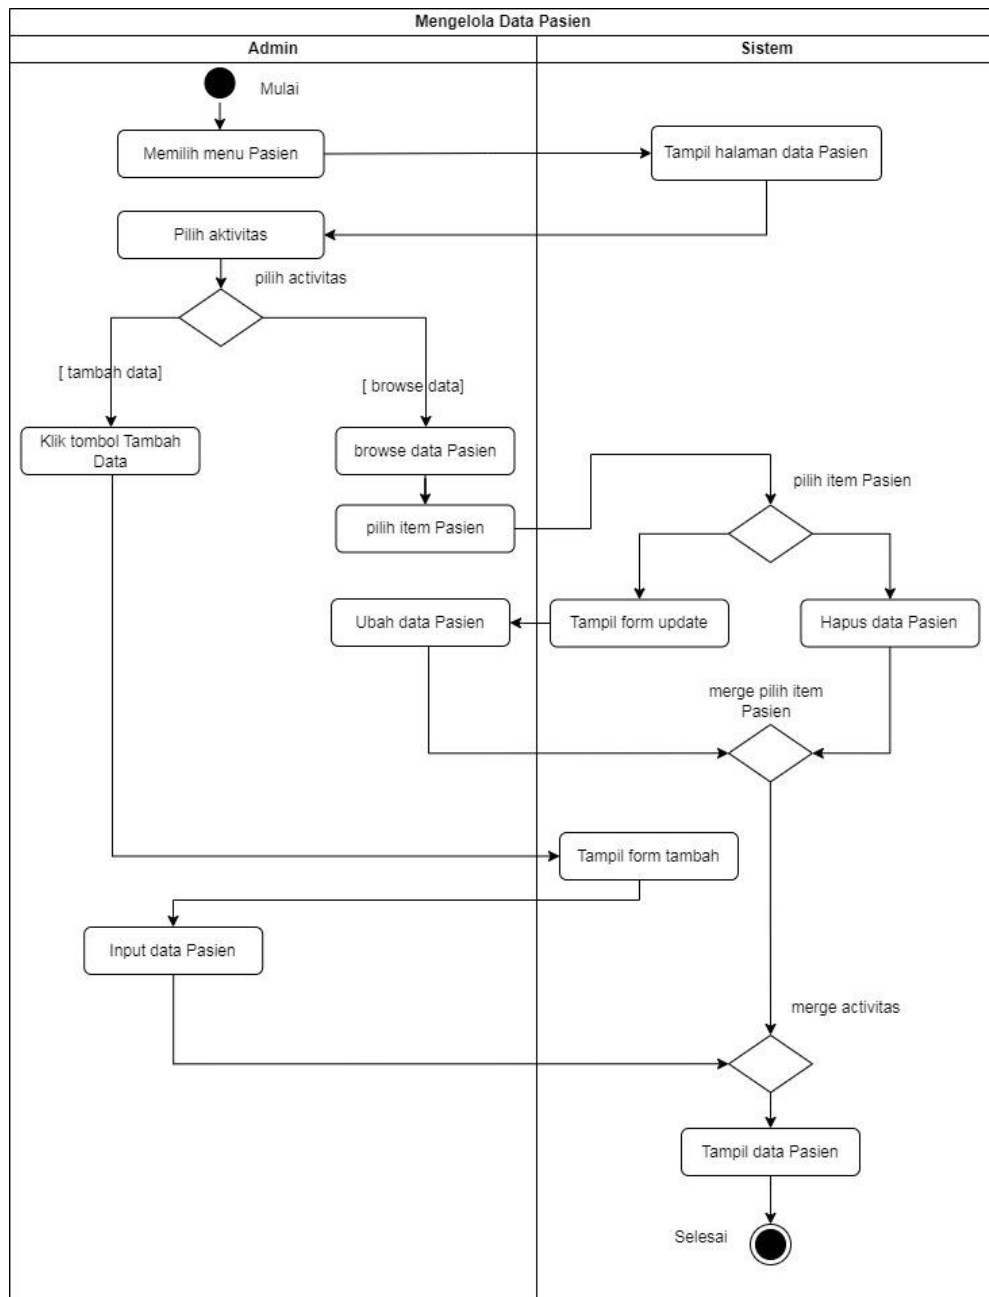 Mengelola Data Pasien
Admin
Sistem
Mulai
Memilih menu Pasien
Tampil halaman data Pasien
Pilih aktivitas
pilih activitas
[ tambah data]
[ browse data]
Klik tombol Tambah
Data
browse data Pasien
pilih item Pasien
pilih item Pasien
Ubah data Pasien
Tampil form update
Hapus data Pasien
merge pilih item
Pasien
Tampil form tambah
Input data Pasien
merge activitas
Tampil data Pasien
Selesai